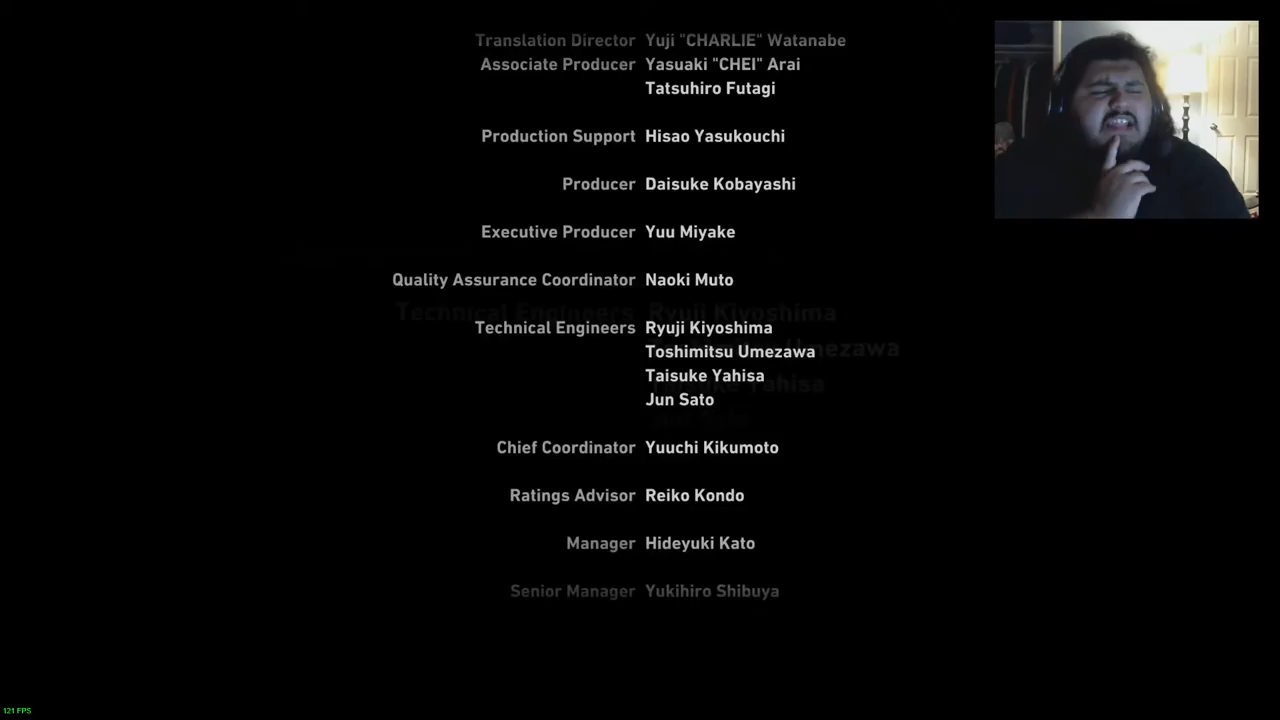 Translation Director Yuji "CHARLIE" Watanabe
Associate Producer Yasuaki "CHEI" Arai
Tatsuhiro Futagi
Production Support Hisao Yasukouchi
Producer Daisuke Kobayashi
Executive Producer Yuu Miyake
Quality Assurance Coordinator Naoki Muto
Technical Engineers Ryuji Kiyoshima
Toshimitsu Umezawa
Taisuke Yahisa
Jun Sato
Chief Coordinator Yuuchi Kikumoto
Ratings Advisor Reiko Kondo
Manager Hideyuki Kato
Senior Manager Yukihiro Shibuya
121 FPS